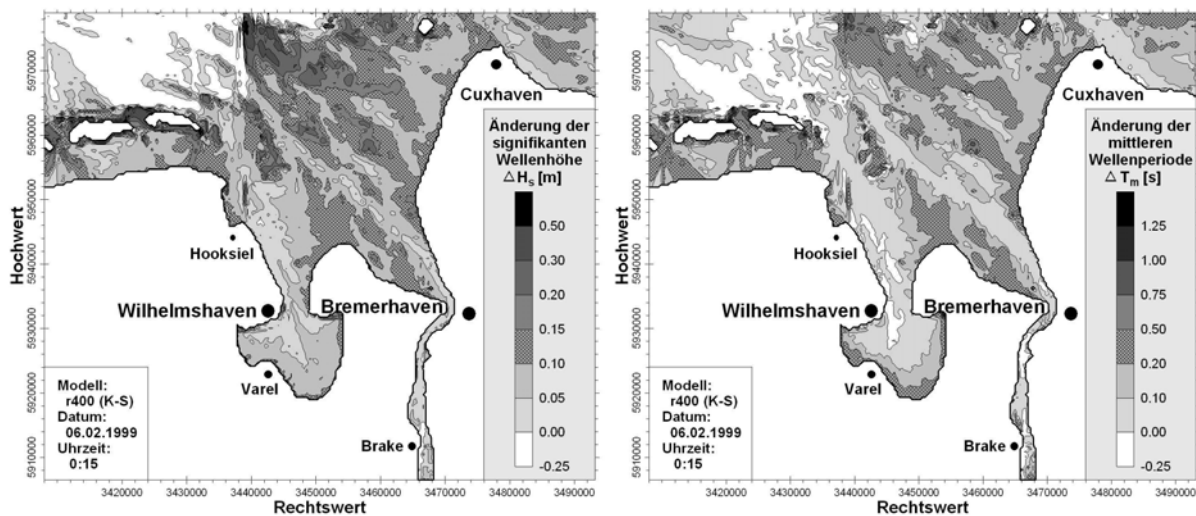 5970000
5960000
5950000
5940000
5930000
5920000
5910000
Hochwert
Cuxhaven
Hooksiel
Wilhelmshaven
Bremerhaven
Varel
Brake
Änderung der
signifikanten
Wellenhöhe
△ Hs [m]
0.50
0.30
0.20
0.15
0.10
0.05
0.00
-0.25
Modell:
r400 (K-S)
Datum:
06.02.1999
Uhrzeit:
0:15
3420000 3430000 3440000 3450000 3460000 3470000 3480000 3490000
Rechtswert
5970000
5960000
5950000
5940000
5930000
5920000
5910000
Hochwert
Cuxhaven
Hooksiel
Wilhelmshaven
Bremerhaven
Varel
Brake
Änderung der
mittleren
Wellenperiode
△ Tm [s]
1.25
1.00
0.75
0.50
0.20
0.10
0.00
-0.25
Modell:
r400 (K-S)
Datum:
06.02.1999
Uhrzeit:
0:15
3420000 3430000 3440000 3450000 3460000 3470000 3480000 3490000
Rechtswert